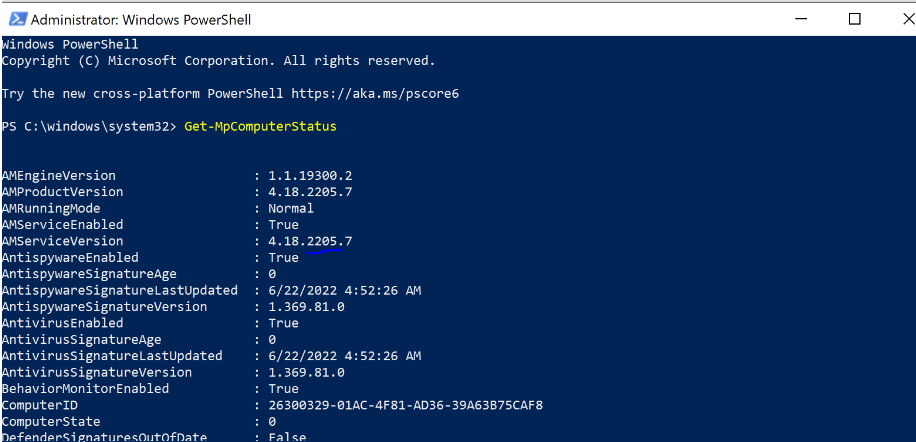 Administrator: Windows PowerShell
Windows PowerShell
Copyright (C) Microsoft Corporation. All rights reserved.
Try the new cross-platform PowerShell https://aka.ms/pscore6
PS C:\windows\system32> Get-MpComputerStatus
AMEngineVersion : 1.1.19300.2
AMProductVersion : 4.18.2205.7
AMRunningMode : Normal
AMServiceEnabled : True
AMServiceVersion : 4.18.2205.7
AntispywareEnabled : True
AntispywareSignatureAge : 0
AntispywareSignatureLastUpdated : 6/22/2022 4:52:26 AM
AntispywareSignatureVersion : 1.369.81.0
AntivirusEnabled : True
AntivirusSignatureAge : 0
AntivirusSignatureLastUpdated : 6/22/2022 4:52:26 AM
AntivirusSignatureVersion : 1.369.81.0
BehaviorMonitorEnabled : True
ComputerID : 26300329-01AC-4F81-AD36-39A63B75CAF8
ComputerState : 0
DefenderSignaturesOutOfDate : False